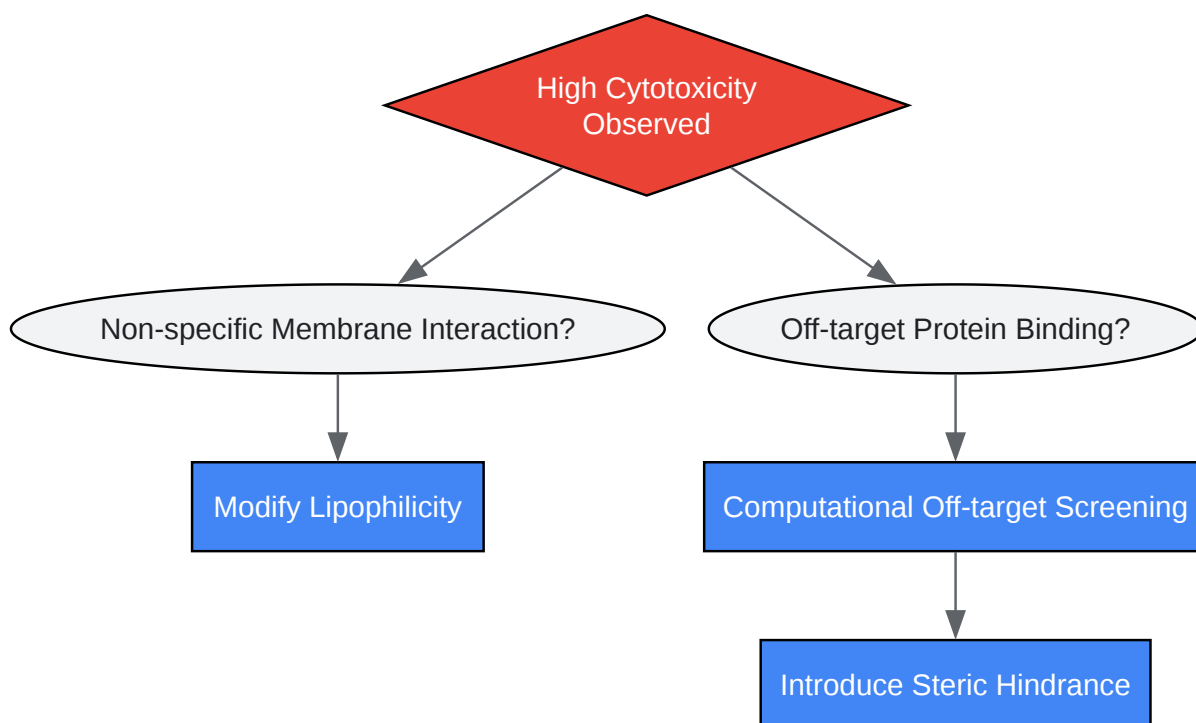 High Cytotoxicity
Observed
Non-specific Membrane Interaction?
Off-target Protein Binding?
Modify Lipophilicity
Computational Off-target Screening
Introduce Steric Hindrance